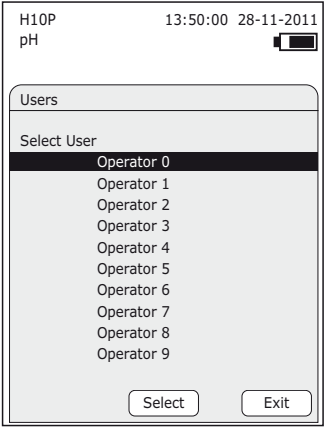 H10P 13:50:00 28-11-2011
pH
Users
Select User
Operator 0
Operator 1
Operator 2
Operator 3
Operator 4
Operator 5
Operator 6
Operator 7
Operator 8
Operator 9
Select Exit